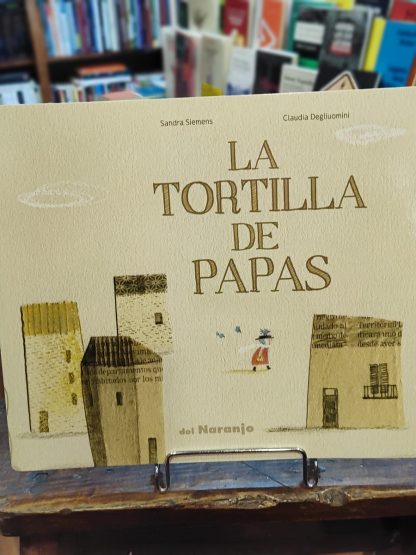 Sandra Siemens
Claudia Degliuomini
LA
TORTILLA
DE
PAPAS
del Naranjo